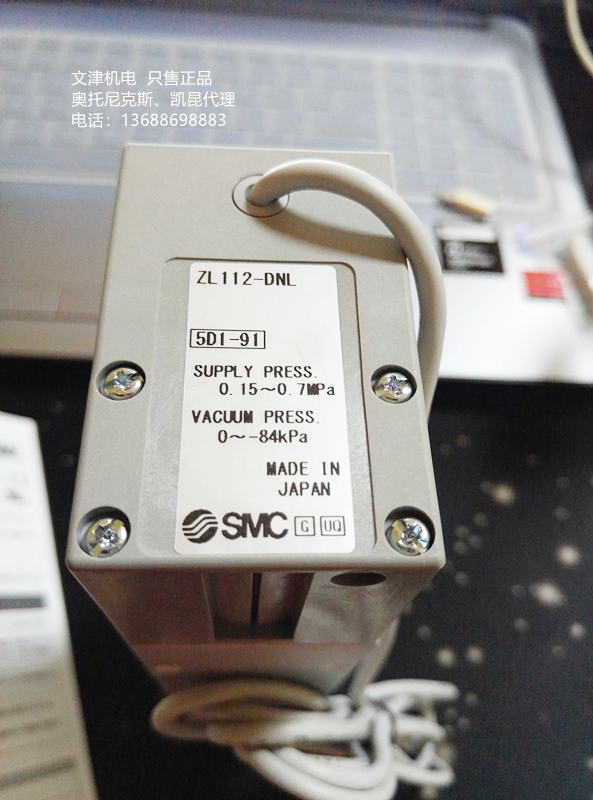 文津机电 只售正品
奥托尼克斯、凯昆代理
电话：13688698883
ZL112-DNL
5D1-91
SUPPLY PRESS.
0.15～0.7MPa
VACUUM PRESS.
0～-84kPa
MADE IN
JAPAN
SMC G UQ